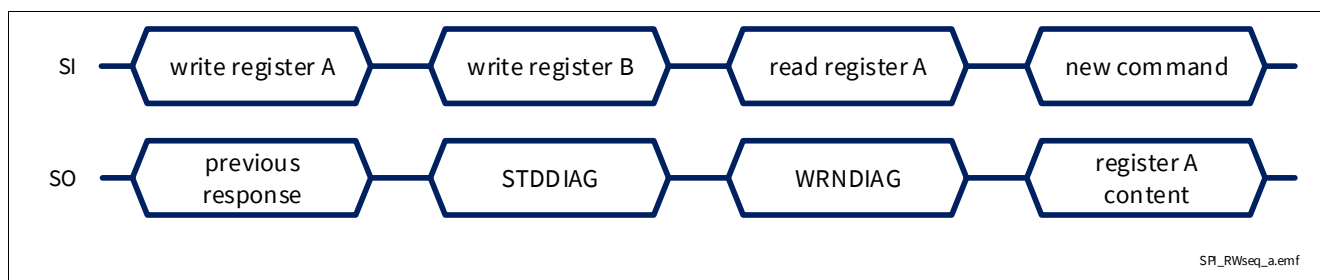 SI
write register A
write register B
read register A
new command
SO
previous
response
STDDIAG
WRNDIAG
register A
content
SPI_RWseq_a.emf